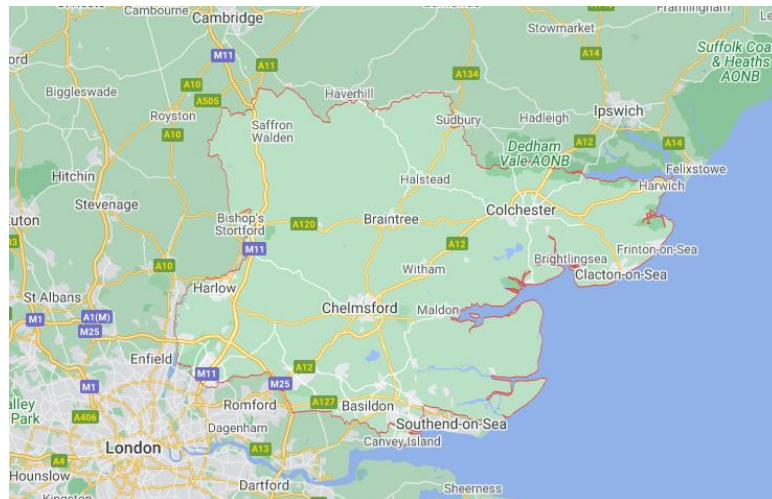 Cambourne
Cambridge
Stowmarket
Framlingham
A14
Suffolk Coa
& Heaths
AONB
M11
A11
A134
A10
Biggleswade
A505
Haverhill
Royston
Ipswich
A10
Saffron
Walden
Sudbury
Hadleigh
A12
A14
Dedham
Vale AONB
Felixstowe
Hitchin
Halstead
Harwich
Stevenage
Bishop's
Stortford
A120
Braintree
Colchester
uton
M11
A12
Frinton-on-Sea
Brightlingsea
A10
Witham
Clacton-on-Sea
St Albans
Harlow
Chelmsford
Maldon
M1
A1(M)
M25
Enfield
M11
A12
M25
M1
A127
Basildon
Romford
alley
Park
A406
Southend-on-Sea
Dagenham
Canvey Island
London
A13
A4
Hounslow
Dartford
Sheerness
Kingston